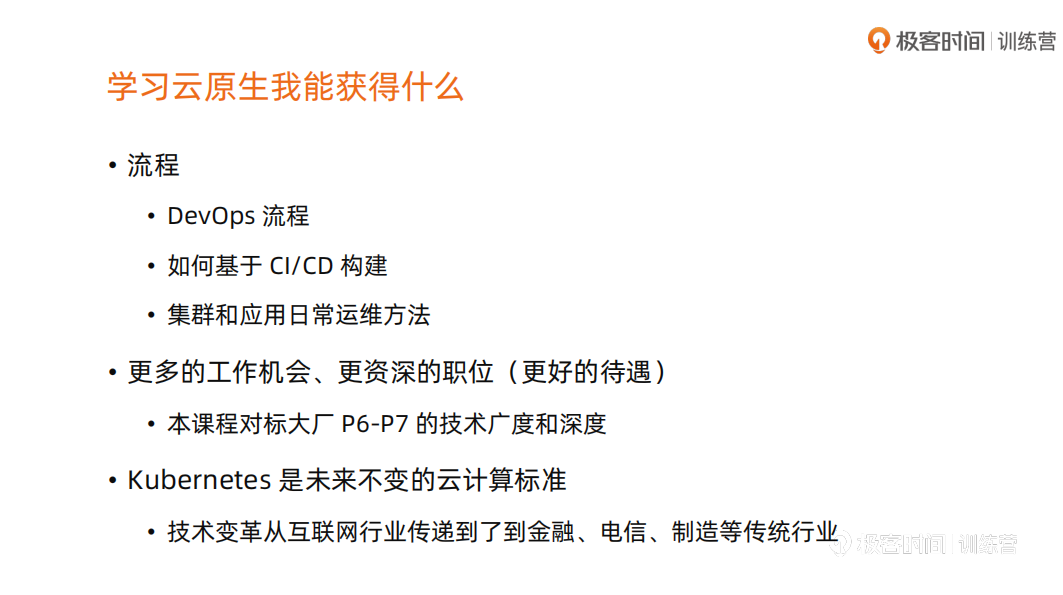 极客时间|训练营
学习云原生我能获得什么
• 流程
• DevOps 流程
• 如何基于 CI/CD 构建
• 集群和应用日常运维方法
• 更多的工作机会、更资深的职位（更好的待遇）
• 本课程对标大厂 P6-P7 的技术广度和深度
• Kubernetes 是未来不变的云计算标准
• 技术变革从互联网行业传递到了到金融、电信、制造等传统行业
极客时间|训练营